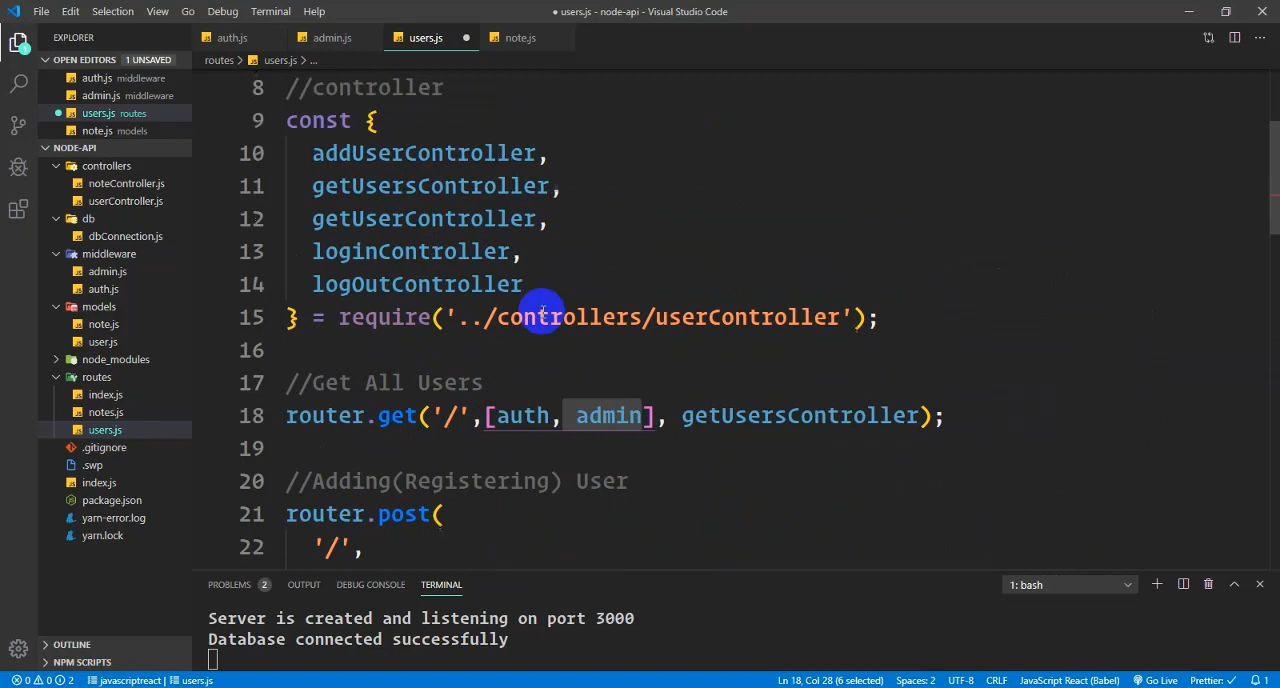 File Edit Selection View Go Debug Terminal Help
● users.js - node-api - Visual Studio Code
EXPLORER
OPEN EDITORS 1 UNSAVED
auth.js middleware
admin.js middleware
users.js routes
note.js models
NODE-API
controllers
noteController.js
userController.js
db
dbConnection.js
middleware
admin.js
auth.js
models
note.js
user.js
node_modules
routes
index.js
notes.js
users.js
.gitignore
.swp
index.js
package.json
yarn-error.log
yarn.lock
OUTLINE
NPM SCRIPTS
auth.js admin.js users.js ● note.js
routes > users.js > ...
8 //controller
9 const {
10 addUserController,
11 getUsersController,
12 getUserController,
13 loginController,
14 logOutController
15 } = require('../controllers/userController');
16
17 //Get All Users
18 router.get('/',[auth, admin], getUsersController);
19
20 //Adding(Registering) User
21 router.post(
22 '/',
PROBLEMS 2 OUTPUT DEBUG CONSOLE TERMINAL
1: bash
Server is created and listening on port 3000
Database connected successfully
0 0 2 javascriptreact | users.js
Ln 18, Col 28 (6 selected) Spaces: 2 UTF-8 CRLF JavaScript React (Babel) Go Live Prettier: ✓ 1